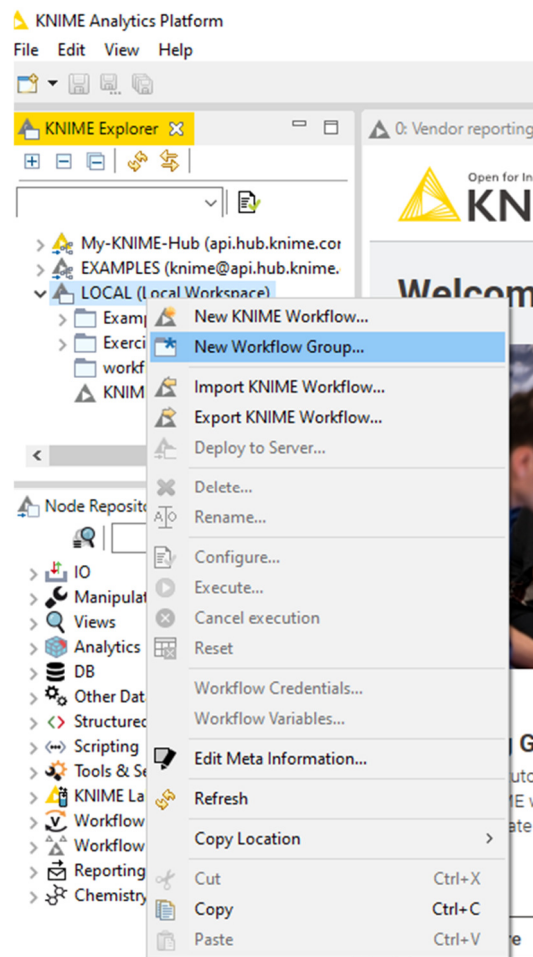 KNIME Analytics Platform
File Edit View Help
KNIME Explorer
0: Vendor reporting
Open for In
KN
My-KNIME-Hub (api.hub.knime.cor
EXAMPLES (knime@api.hub.knime.
LOCAL (Local Workspace)
Welcom
Examp
Exerci
workf
KNIM
New KNIME Workflow...
New Workflow Group...
Import KNIME Workflow...
Export KNIME Workflow...
Deploy to Server...
Delete...
Rename...
Configure...
Execute...
Cancel execution
Reset
Workflow Credentials...
Workflow Variables...
Edit Meta Information...
Refresh
Copy Location
Cut Ctrl+X
Copy Ctrl+C
Paste Ctrl+V
Node Reposito
IO
Manipulat
Views
Analytics
DB
Other Dat
Structured
Scripting
Tools & Se
KNIME La
Workflow
Workflow
Reporting
Chemistry